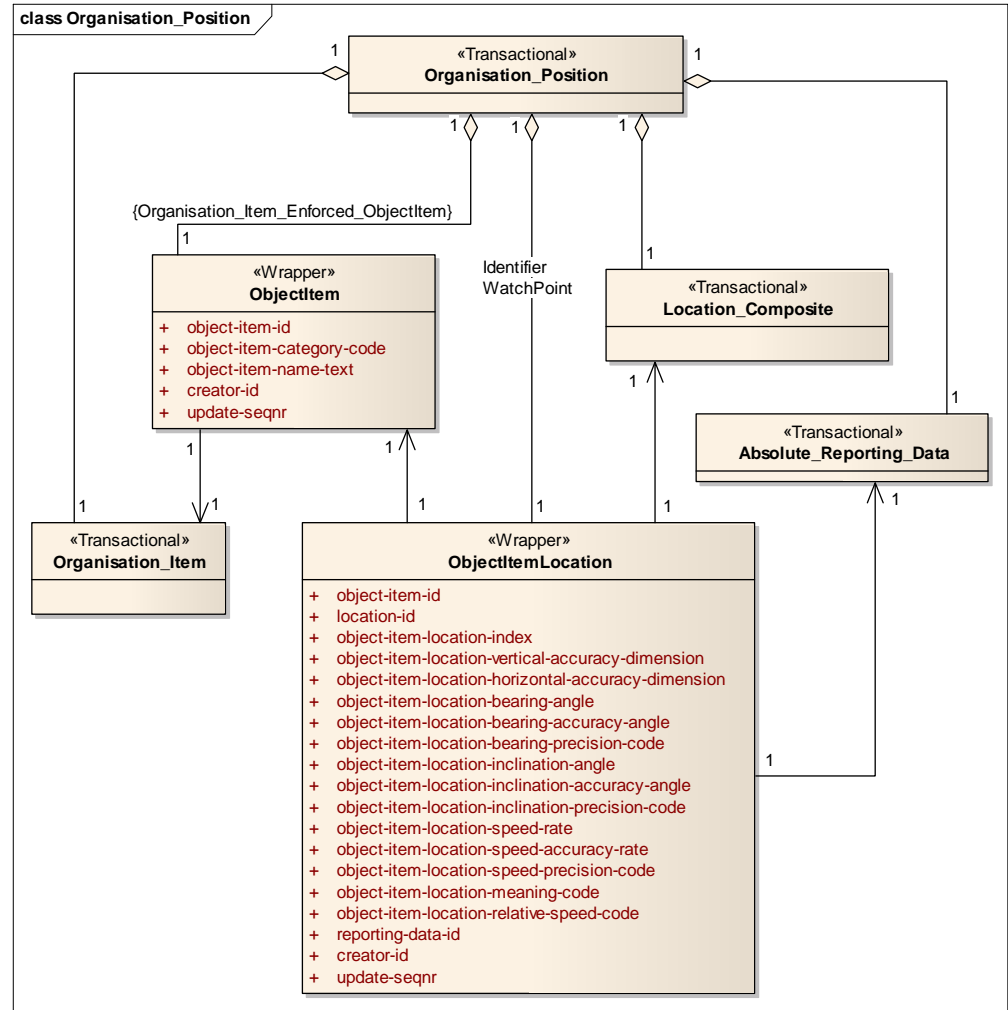 class Organisation_Position
«Transactional»
Organisation_Position
1
1
1
1
1
{Organisation_Item_Enforced_ObjectItem}
1
«Wrapper»
ObjectItem
+ object-item-id
+ object-item-category-code
+ object-item-name-text
+ creator-id
+ update-seqnr
Identifier
WatchPoint
1
«Transactional»
Location_Composite
1
1
«Transactional»
Absolute_Reporting_Data
1
1
1
1
1
1
1
1
«Transactional»
Organisation_Item
«Wrapper»
ObjectItemLocation
+ object-item-id
+ location-id
+ object-item-location-index
+ object-item-location-vertical-accuracy-dimension
+ object-item-location-horizontal-accuracy-dimension
+ object-item-location-bearing-angle
+ object-item-location-bearing-accuracy-angle
+ object-item-location-bearing-precision-code
+ object-item-location-inclination-angle
+ object-item-location-inclination-accuracy-angle
+ object-item-location-inclination-precision-code
+ object-item-location-speed-rate
+ object-item-location-speed-accuracy-rate
+ object-item-location-speed-precision-code
+ object-item-location-meaning-code
+ object-item-location-relative-speed-code
+ reporting-data-id
+ creator-id
+ update-seqnr
1